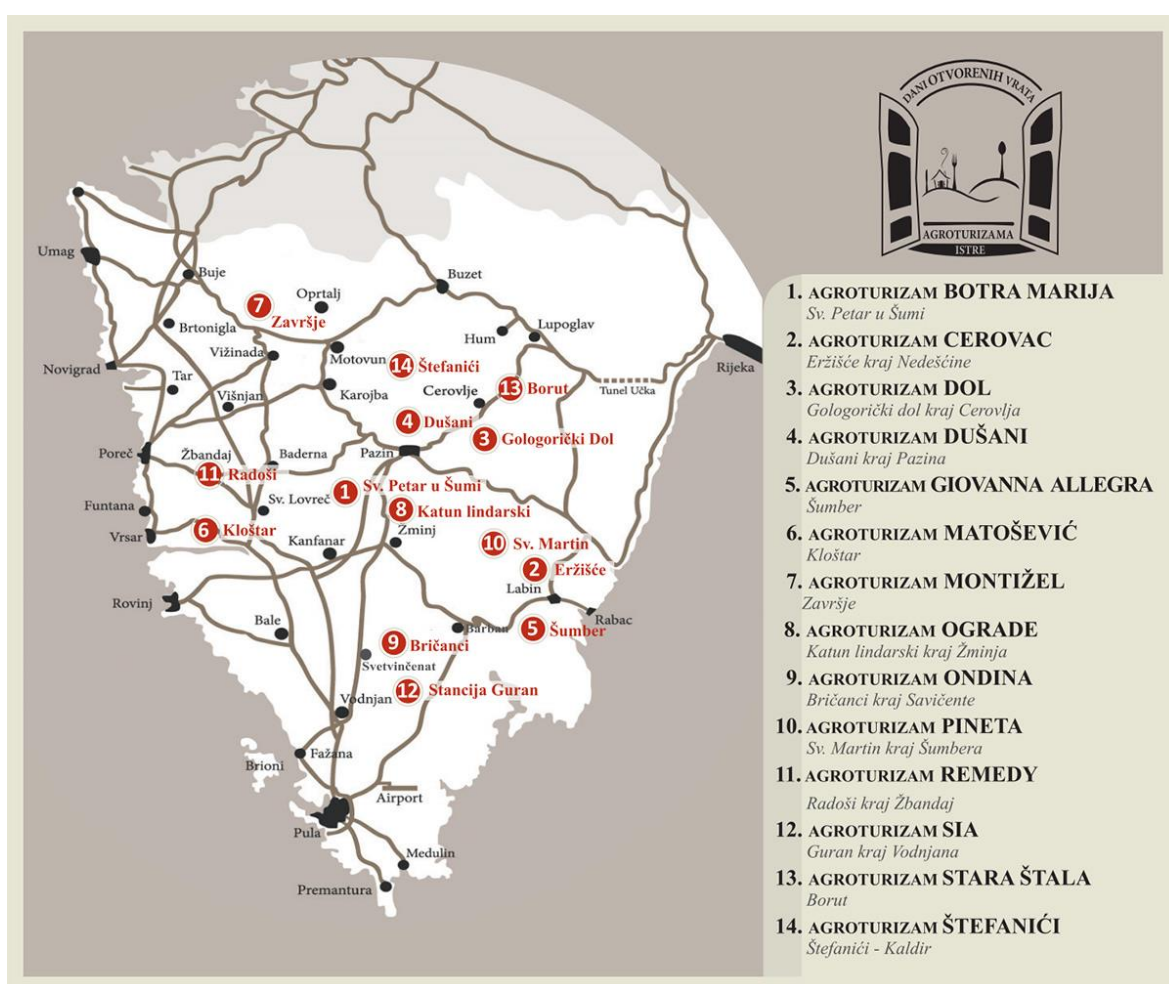 DANI OTVORENIH VRATA
AGROTURIZAMA
ISTRE
Umag
Buje
Buzet
Oprtalj
7
Završje
Brtonigla
Hum
Lupoglav
Vižinada
Motovun
14
Štefanići
Novigrad
Rijeka
Tar
Karojba
Cerovlje
13
Borut
Tunel Učka
Višnjan
4
Dušani
3
Gologorički Dol
Poreč
Žbandaj
Baderna
Pazin
11
Radoši
1
Sv. Petar u Šumi
Funtana
Sv. Lovreč
8
Katun lindarski
Vrsar
6
Kloštar
Kanfanar
Žminj
10
Sv. Martin
2
Eržišće
Labin
Rovinj
Bale
Barban
5
Šumber
Rabac
9
Bričanci
Svetvinčenat
12
Stancija Guran
Vodnjan
Fažana
Brioni
Airport
Pula
Medulin
Premantura
1. AGROTURIZAM BOTRA MARIJA
Sv. Petar u Šumi
2. AGROTURIZAM CEROVAC
Eržišće kraj Nedešćine
3. AGROTURIZAM DOL
Gologorički dol kraj Cerovlja
4. AGROTURIZAM DUŠANI
Dušani kraj Pazina
5. AGROTURIZAM GIOVANNA ALLEGRA
Šumber
6. AGROTURIZAM MATOŠEVIĆ
Kloštar
7. AGROTURIZAM MONTIŽEL
Završje
8. AGROTURIZAM OGRADE
Katun lindarski kraj Žminja
9. AGROTURIZAM ONDINA
Bričanci kraj Savičente
10. AGROTURIZAM PINETA
Sv. Martin kraj Šumbera
11. AGROTURIZAM REMEDY
Radoši kraj Žbandaj
12. AGROTURIZAM SIA
Guran kraj Vodnjana
13. AGROTURIZAM STARA ŠTALA
Borut
14. AGROTURIZAM ŠTEFANIĆI
Štefanići - Kaldir